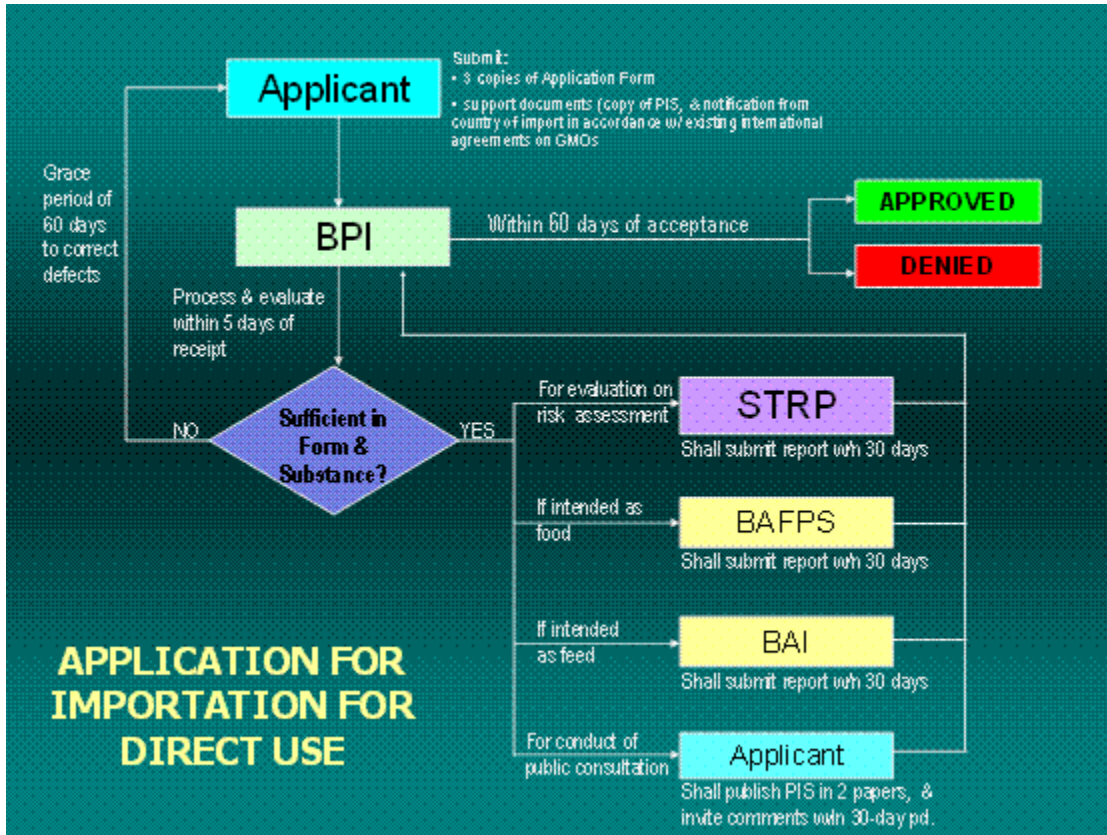 Submit:
Applicant
• 3 copies of Application Form
• support documents (copy of PIS, & notification from
country of import in accordance w/ existing international
agreements on GMOs
Grace
period of
60 days
to correct
defects
BPI
Within 60 days of acceptance
APPROVED
DENIED
Process & evaluate
within 5 days of
receipt
Sufficient in
Form &
Substance?
NO
YES
For evaluation on
risk assessment
STRP
Shall submit report w/n 30 days
If intended as
food
BAFPS
Shall submit report w/n 30 days
If intended
as feed
BAI
Shall submit report w/n 30 days
For conduct of
public consultation
Applicant
Shall publish PIS in 2 papers, &
invite comments w/in 30-day pd.
APPLICATION FOR
IMPORTATION FOR
DIRECT USE